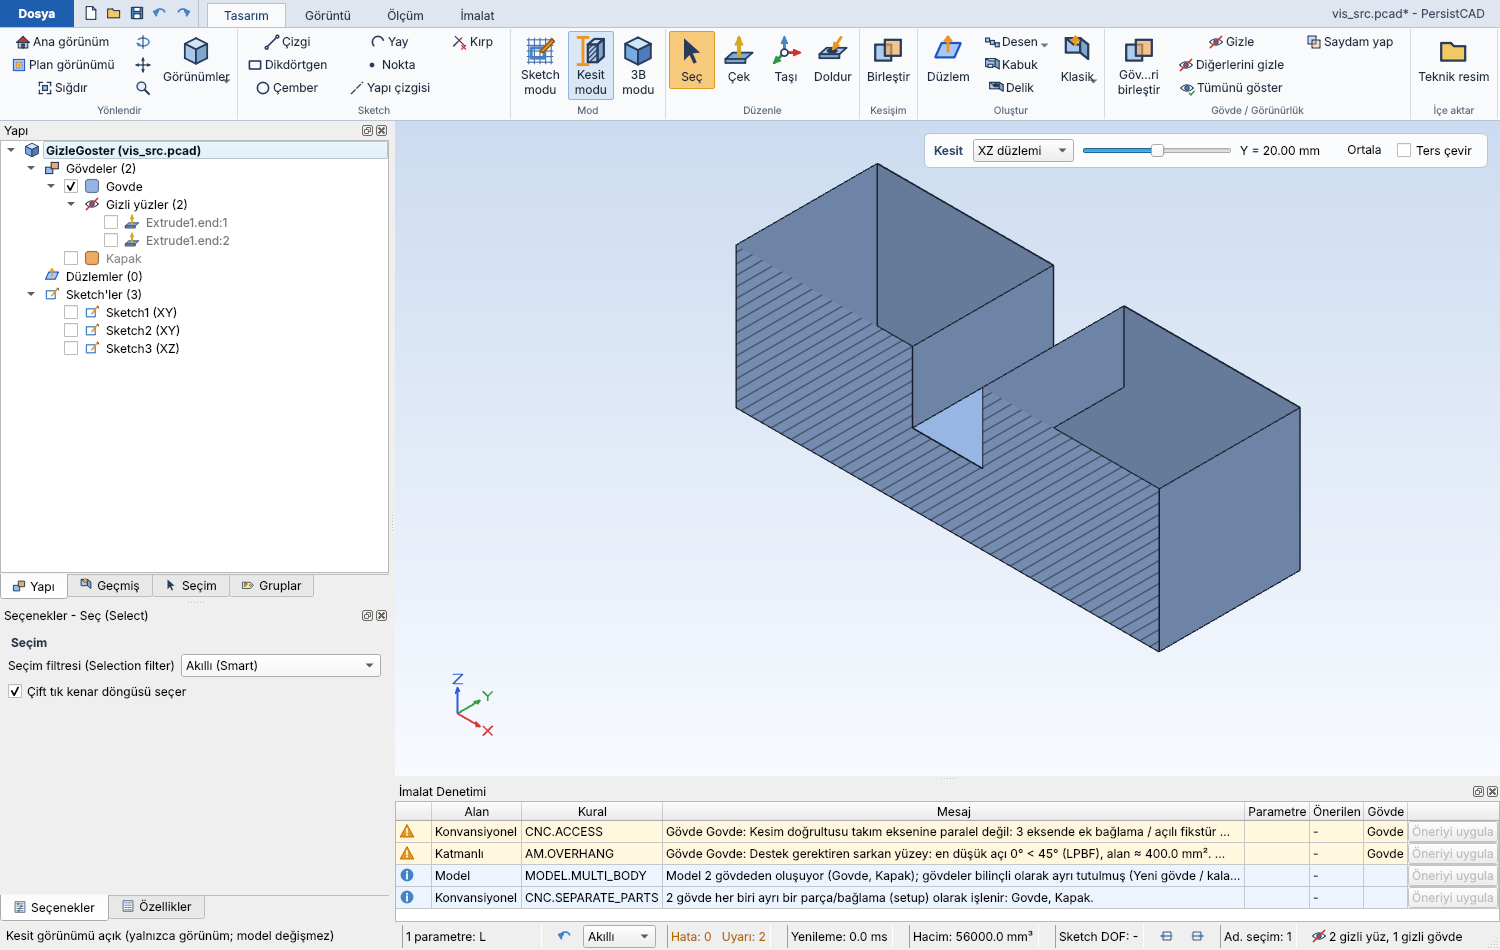 Dosya
Tasarım
Görüntü
Ölçüm
İmalat
vis_src.pcad* - PersistCAD
Ana görünüm
Plan görünümü
Sığdır
Görünümler
Yönlendir
Çizgi
Dikdörtgen
Çember
Yay
Nokta
Yapı çizgisi
Kırp
Sketch
Sketch
modu
Kesit
modu
3B
modu
Mod
Seç
Çek
Taşı
Doldur
Düzenle
Birleştir
Kesişim
Düzlem
Desen
Kabuk
Delik
Klasik
Oluştur
Göv...ri
birleştir
Gizle
Diğerlerini gizle
Tümünü göster
Saydam yap
Gövde / Görünürlük
Teknik resim
İçe aktar
Yapı
GizleGoster (vis_src.pcad)
Gövdeler (2)
Govde
Gizli yüzler (2)
Extrude1.end:1
Extrude1.end:2
Kapak
Düzlemler (0)
Sketch'ler (3)
Sketch1 (XY)
Sketch2 (XY)
Sketch3 (XZ)
Yapı
Geçmiş
Seçim
Gruplar
Seçenekler - Seç (Select)
Seçim
Seçim filtresi (Selection filter)
Akıllı (Smart)
Çift tık kenar döngüsü seçer
Seçenekler
Özellikler
Kesit
XZ düzlemi
Y = 20.00 mm
Ortala
Ters çevir
Z
Y
X
İmalat Denetimi
Alan Kural Mesaj Parametre Önerilen Gövde
Konvansiyonel CNC.ACCESS Gövde Govde: Kesim doğrultusu takım eksenine paralel değil: 3 eksende ek bağlama / açılı fikstür ... - Govde Öneriyi uygula
Katmanlı AM.OVERHANG Gövde Govde: Destek gerektiren sarkan yüzey: en düşük açı 0° < 45° (LPBF), alan ≈ 400.0 mm². ... - Govde Öneriyi uygula
Model MODEL.MULTI_BODY Model 2 gövdeden oluşuyor (Govde, Kapak); gövdeler bilinçli olarak ayrı tutulmuş (Yeni gövde / kala... - Öneriyi uygula
Konvansiyonel CNC.SEPARATE_PARTS 2 gövde her biri ayrı bir parça/bağlama (setup) olarak işlenir: Govde, Kapak. - Öneriyi uygula
Kesit görünümü açık (yalnızca görünüm; model değişmez)
1 parametre: L
Akıllı
Hata: 0 Uyarı: 2
Yenileme: 0.0 ms
Hacim: 56000.0 mm³
Sketch DOF: -
Ad. seçim: 1
2 gizli yüz, 1 gizli gövde